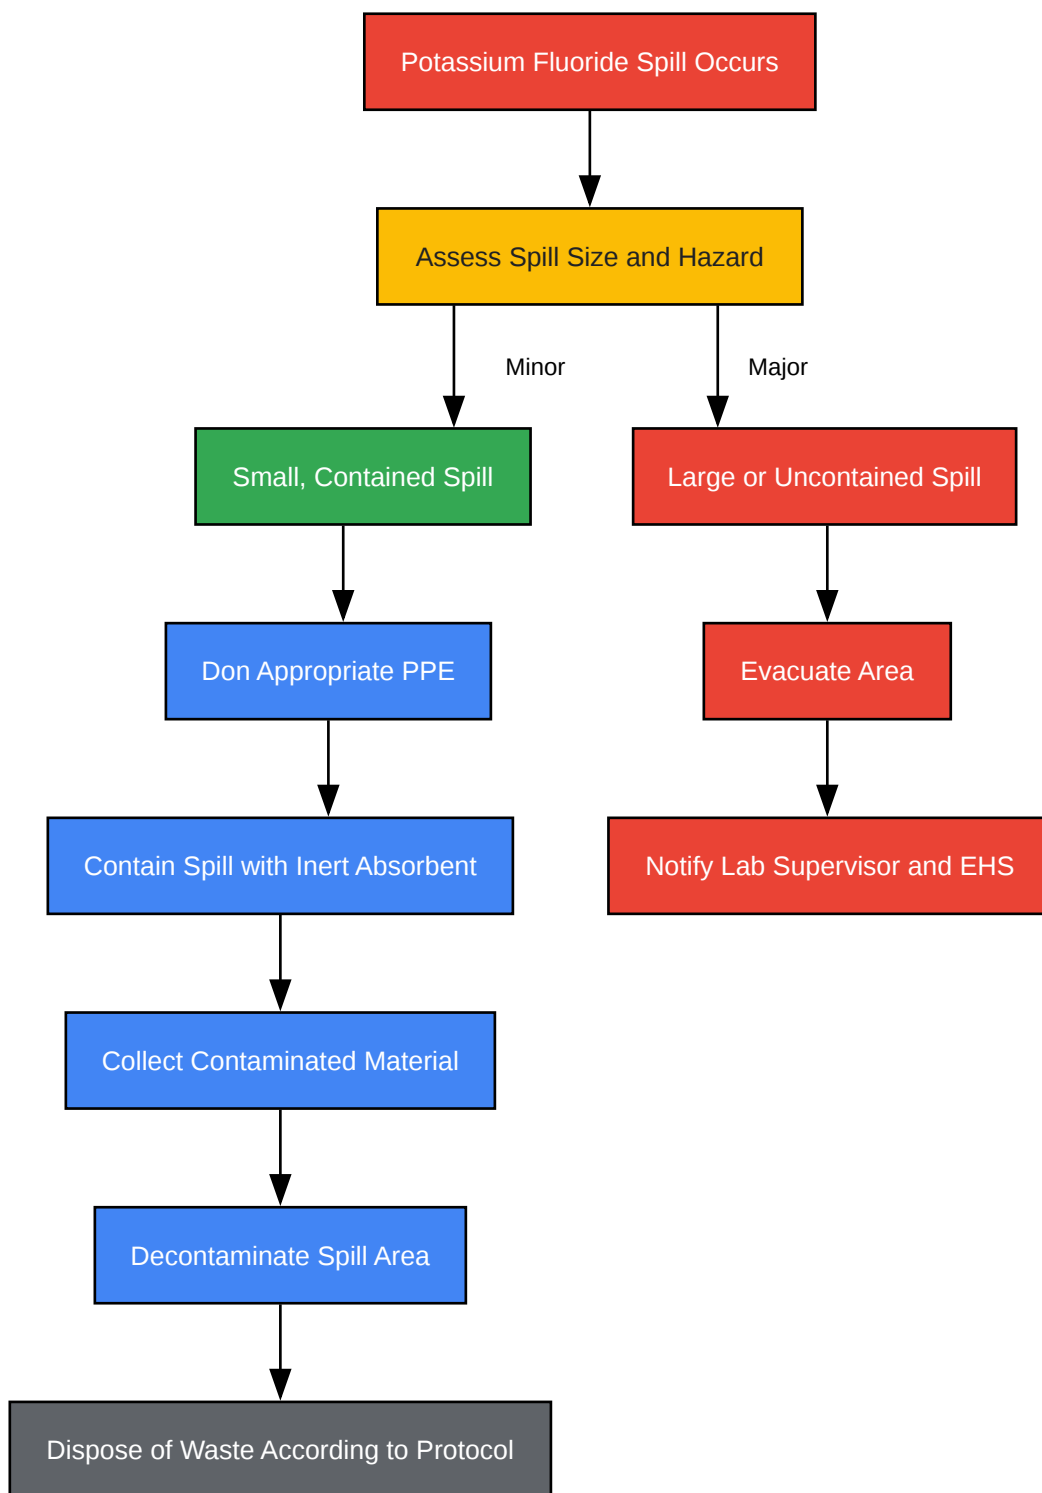 Potassium Fluoride Spill Occurs
Assess Spill Size and Hazard
Minor
Major
Small, Contained Spill
Large or Uncontained Spill
Don Appropriate PPE
Evacuate Area
Contain Spill with Inert Absorbent
Notify Lab Supervisor and EHS
Collect Contaminated Material
Decontaminate Spill Area
Dispose of Waste According to Protocol